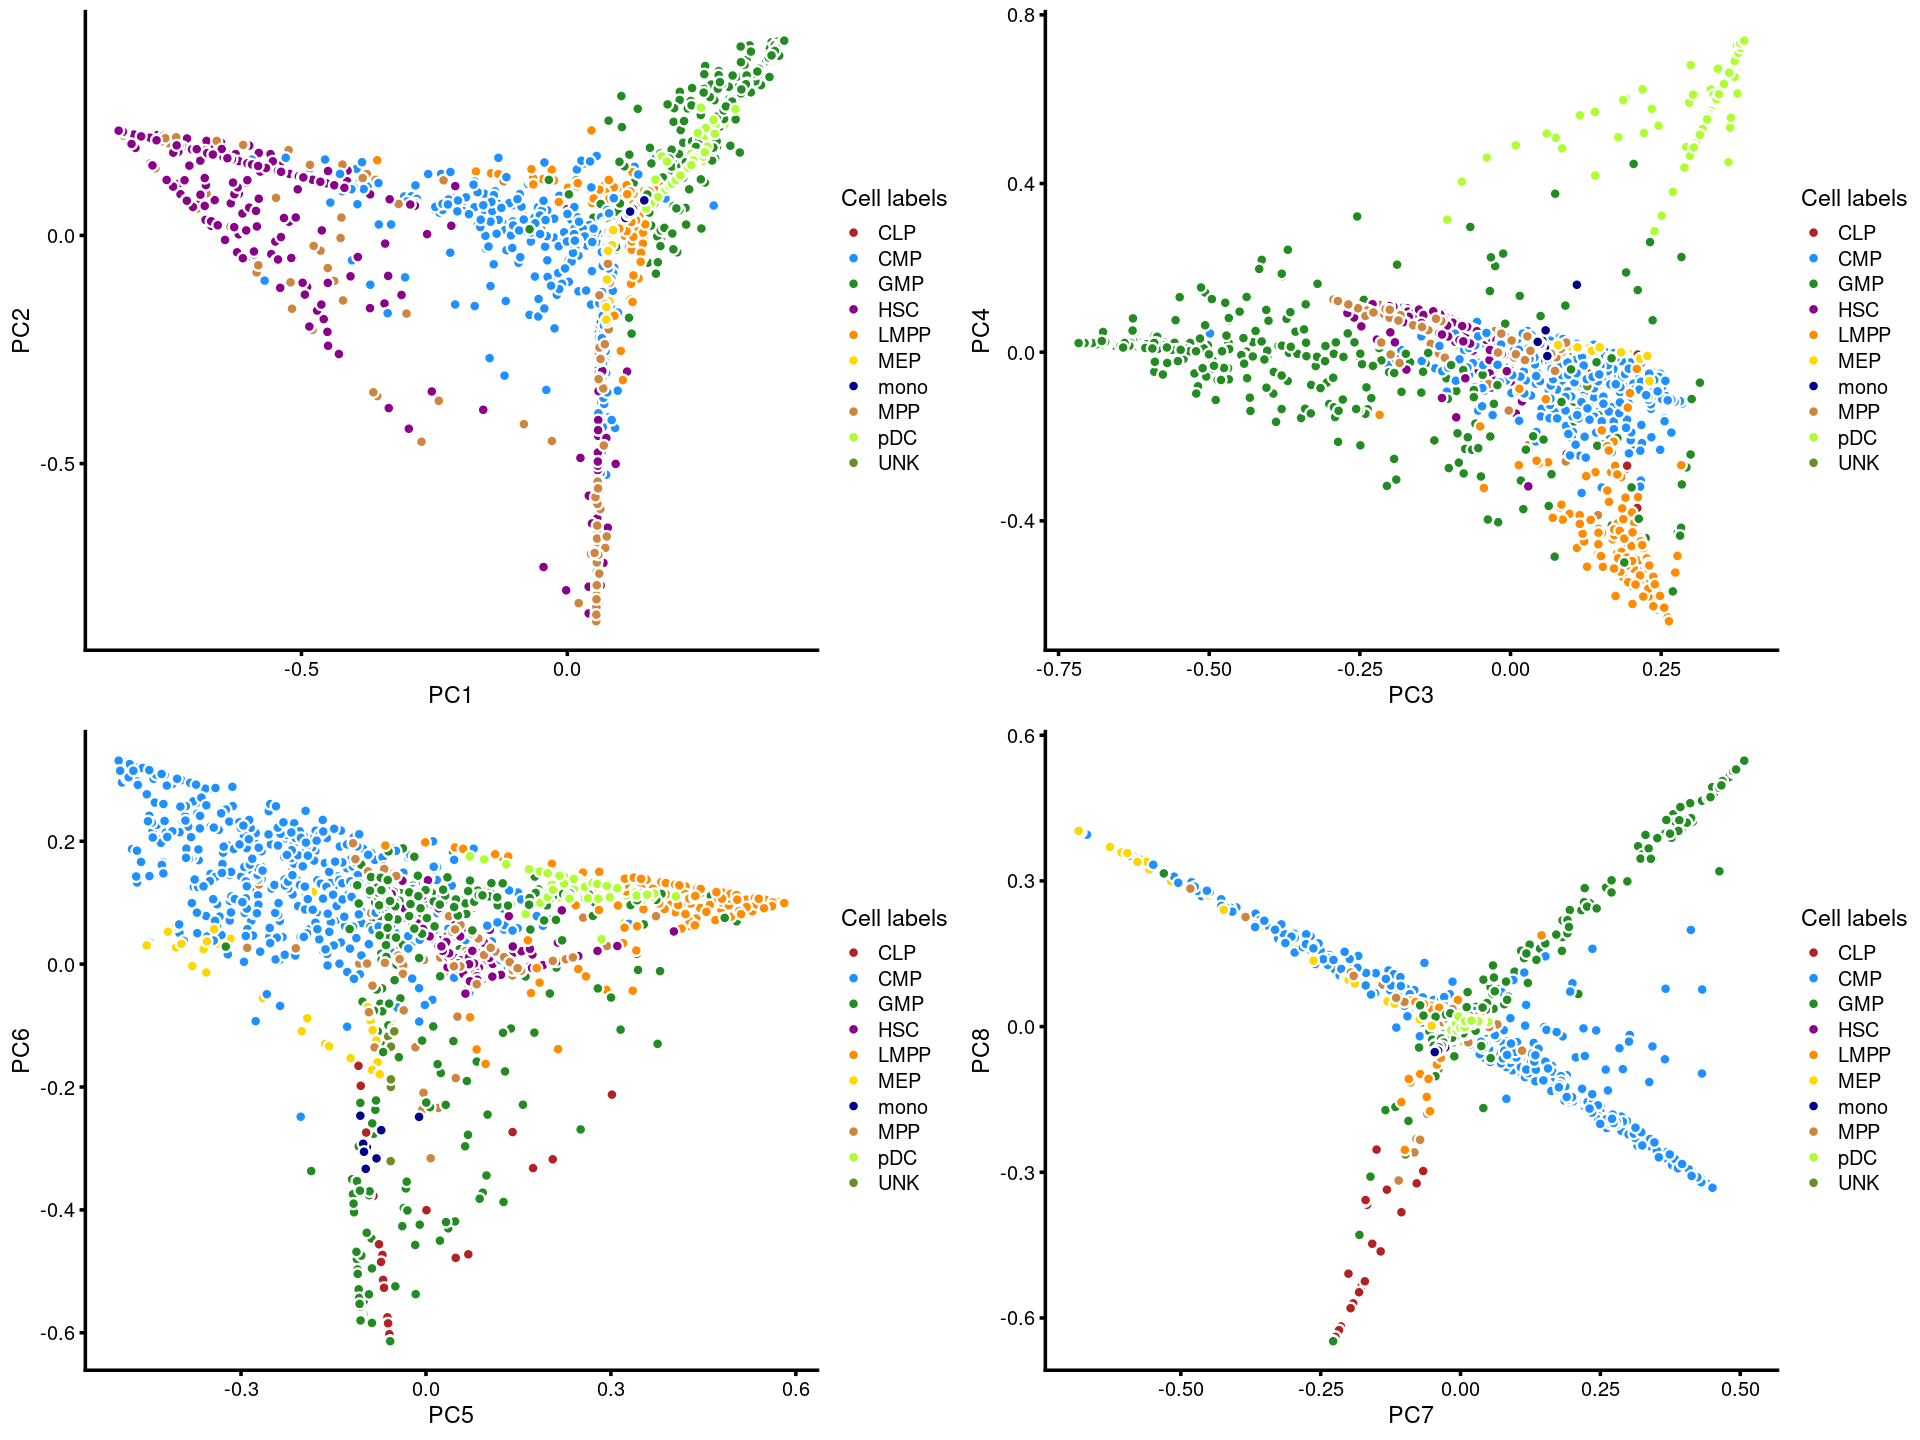 0.0
-0.5
PC2
-0.5
0.0
PC1
Cell labels
CLP
CMP
GMP
HSC
LMPP
MEP
mono
MPP
pDC
UNK
0.8
0.4
0.0
-0.4
PC4
-0.75
-0.50
-0.25
0.00
0.25
PC3
Cell labels
CLP
CMP
GMP
HSC
LMPP
MEP
mono
MPP
pDC
UNK
0.2
0.0
-0.2
-0.4
-0.6
PC6
-0.3
0.0
0.3
0.6
PC5
Cell labels
CLP
CMP
GMP
HSC
LMPP
MEP
mono
MPP
pDC
UNK
0.6
0.3
0.0
-0.3
-0.6
PC8
-0.50
-0.25
0.00
0.25
0.50
PC7
Cell labels
CLP
CMP
GMP
HSC
LMPP
MEP
mono
MPP
pDC
UNK